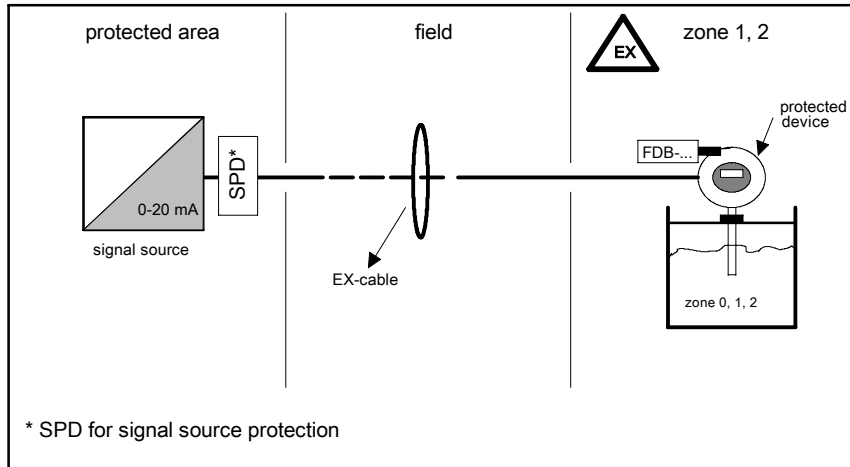 protected area
field
EX
zone 1, 2
protected
device
FDB-...
SPD*
0-20 mA
signal source
EX-cable
zone 0, 1, 2
* SPD for signal source protection